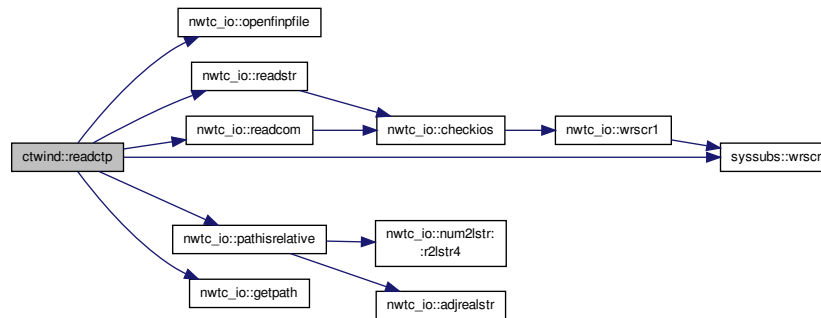 nwtc_io::openfinpfile
nwtc_io::readstr
nwtc_io::readcom
nwtc_io::checkios
nwtc_io::wrscr1
ctwind::readctp
syssubs::wrscr
nwtc_io::pathisrelative
nwtc_io::num2lstr:
:r2lstr4
nwtc_io::getpath
nwtc_io::adjrealstr